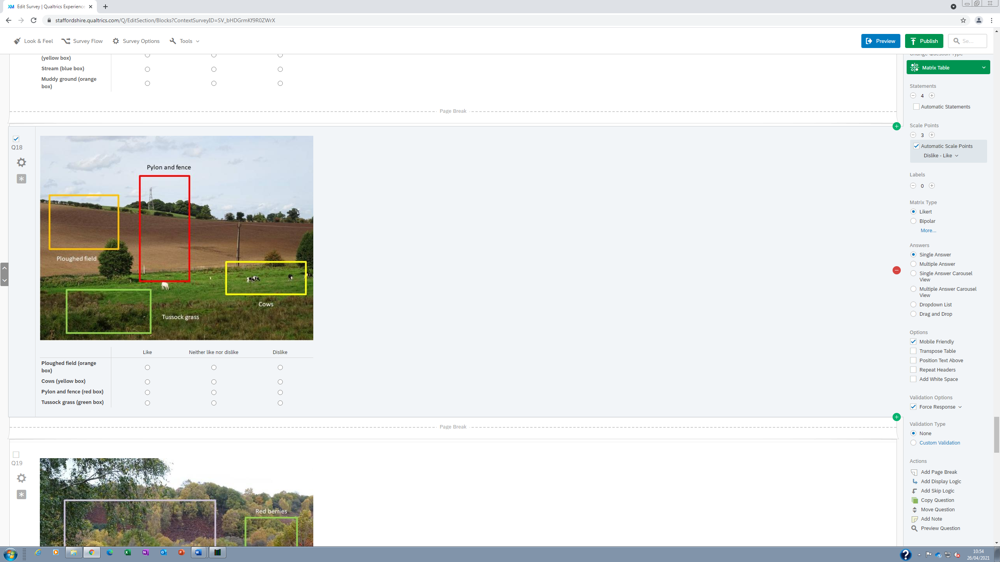 XM Edit Survey | Qualtrics Experience
staffordshire.qualtrics.com/Q/EditSection/Blocks?ContextSurveyID=SV_bHDGrmKf9R0ZWrX
Look & Feel Survey Flow Survey Options Tools
Preview Publish Se...
Change Question Type
Matrix Table
Statements
4
Automatic Statements
Scale Points
3
Automatic Scale Points
Dislike - Like
Labels
0
Matrix Type
Likert
Bipolar
More...
Answers
Single Answer
Multiple Answer
Single Answer Carousel
View
Multiple Answer Carousel
View
Dropdown List
Drag and Drop
Options
Mobile Friendly
Transpose Table
Position Text Above
Repeat Headers
Add White Space
Validation Options
Force Response
Validation Type
None
Custom Validation
Actions
Add Page Break
Add Display Logic
Add Skip Logic
Copy Question
Move Question
Add Note
Preview Question
(yellow box)
Stream (blue box)
Muddy ground (orange
box)
Page Break
Q18
Pylon and fence
Ploughed field
Cows
Tussock grass
Like Neither like nor dislike Dislike
Ploughed field (orange
box)
Cows (yellow box)
Pylon and fence (red box)
Tussock grass (green box)
Page Break
Q19
Red berries
10:54
26/04/2021